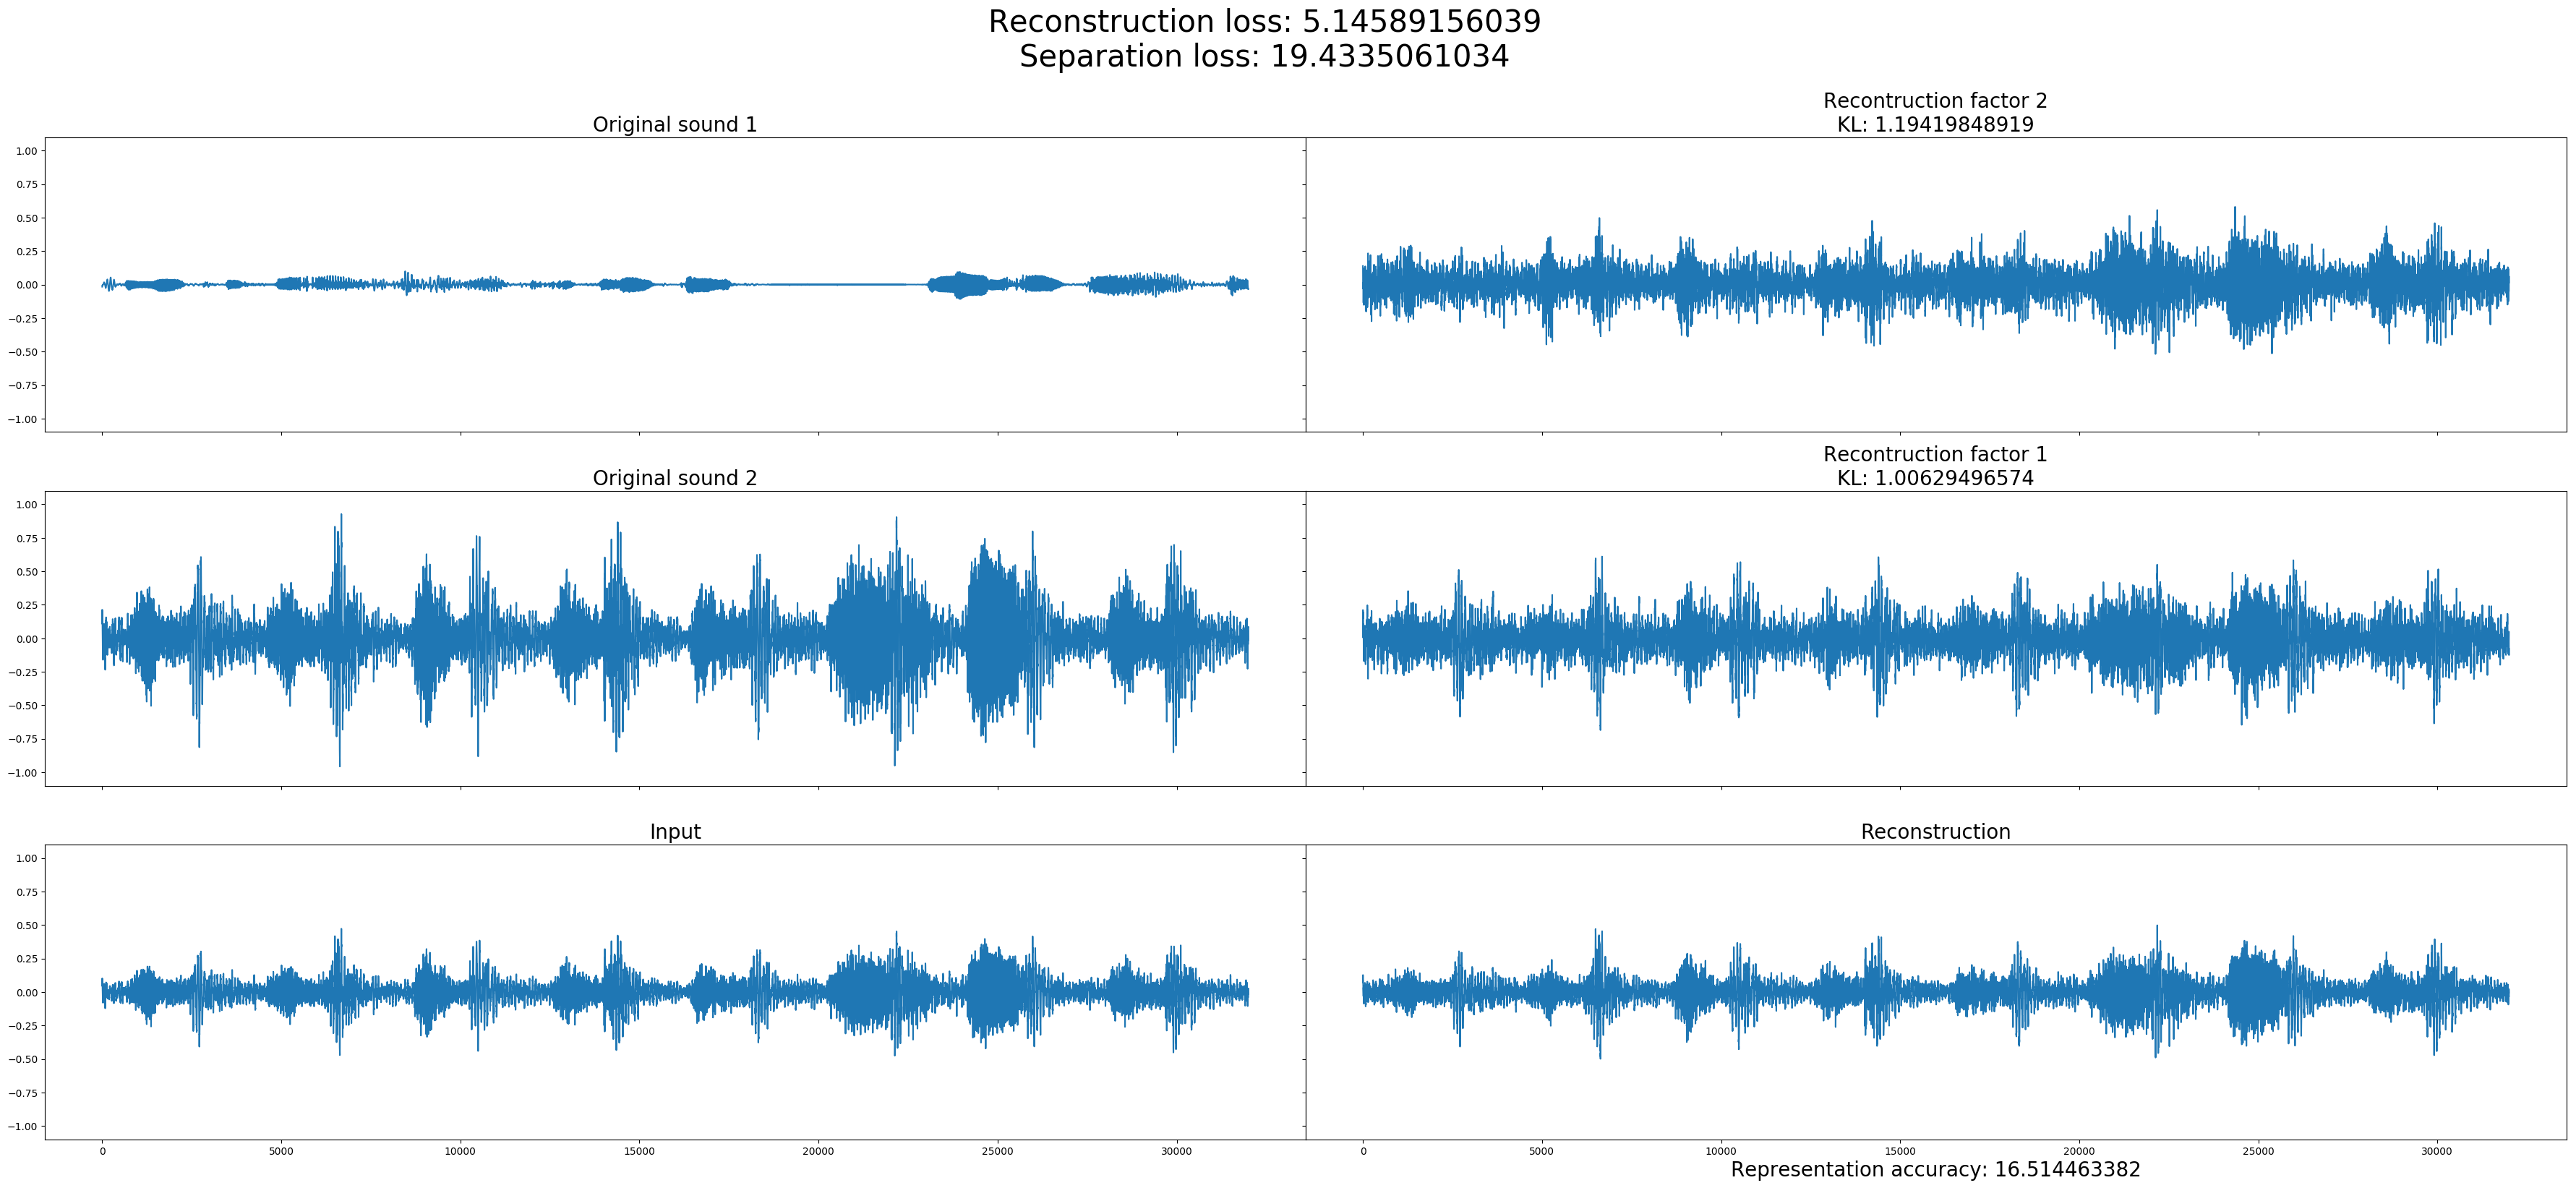 Reconstruction loss: 5.14589156039
Separation loss: 19.4335061034
Original sound 1
Recontruction factor 2
KL: 1.19419848919
1.00
0.75
0.50
0.25
0.00
−0.25
−0.50
−0.75
−1.00
Original sound 2
Recontruction factor 1
KL: 1.00629496574
1.00
0.75
0.50
0.25
0.00
−0.25
−0.50
−0.75
−1.00
Input
Reconstruction
1.00
0.75
0.50
0.25
0.00
−0.25
−0.50
−0.75
−1.00
0 5000 10000 15000 20000 25000 30000
0 5000 10000 15000 20000 25000 30000
Representation accuracy: 16.514463382